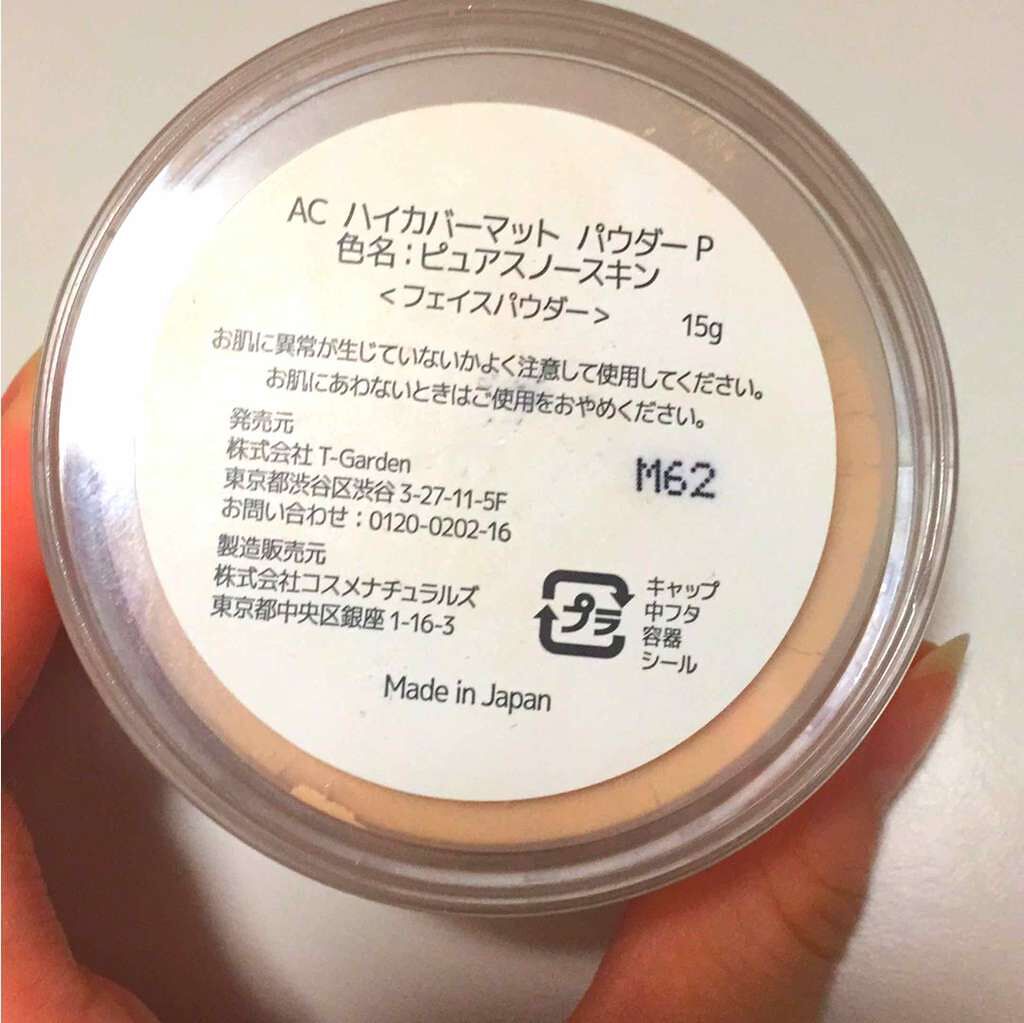 AC ハイカバーマット パウダーP
色名：ピュアスノースキン
<フェイスパウダー> 15g
お肌に異常が生じていないかよく注意して使用してください。
お肌にあわないときはご使用をおやめください。
発売元
株式会社 T-Garden
東京都渋谷区渋谷 3-27-11-5F
お問い合わせ：0120-0202-16
M62
製造販売元
株式会社コスメナチュラルズ
東京都中央区銀座 1-16-3
プラ
キャップ
中フタ
容器
シール
Made in Japan